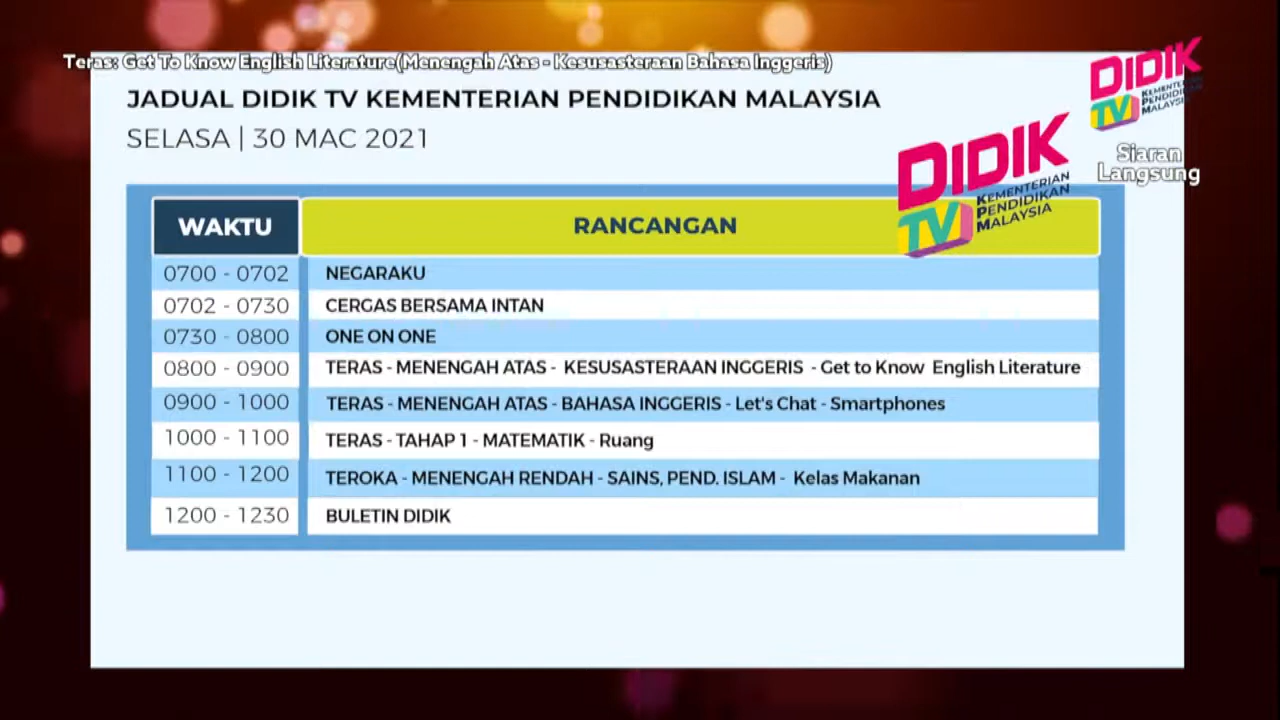 Teras: Get To Know English Literature(Menengah Atas - Kesusasteraan Bahasa Inggeris)
JADUAL DIDIK TV KEMENTERIAN PENDIDIKAN MALAYSIA
SELASA | 30 MAC 2021
DIDIK
TV KEMENTERIAN
PENDIDIKAN
MALAYSIA
Siaran
Langsung
DIDIK
TV KEMENTERIAN
PENDIDIKAN
MALAYSIA
WAKTU RANCANGAN
0700 - 0702 NEGARAKU
0702 - 0730 CERGAS BERSAMA INTAN
0730 - 0800 ONE ON ONE
0800 - 0900 TERAS - MENENGAH ATAS - KESUSASTERAAN INGGERIS - Get to Know English Literature
0900 - 1000 TERAS - MENENGAH ATAS - BAHASA INGGERIS - Let's Chat - Smartphones
1000 - 1100 TERAS - TAHAP 1 - MATEMATIK - Ruang
1100 - 1200 TEROKA - MENENGAH RENDAH - SAINS, PEND. ISLAM - Kelas Makanan
1200 - 1230 BULETIN DIDIK